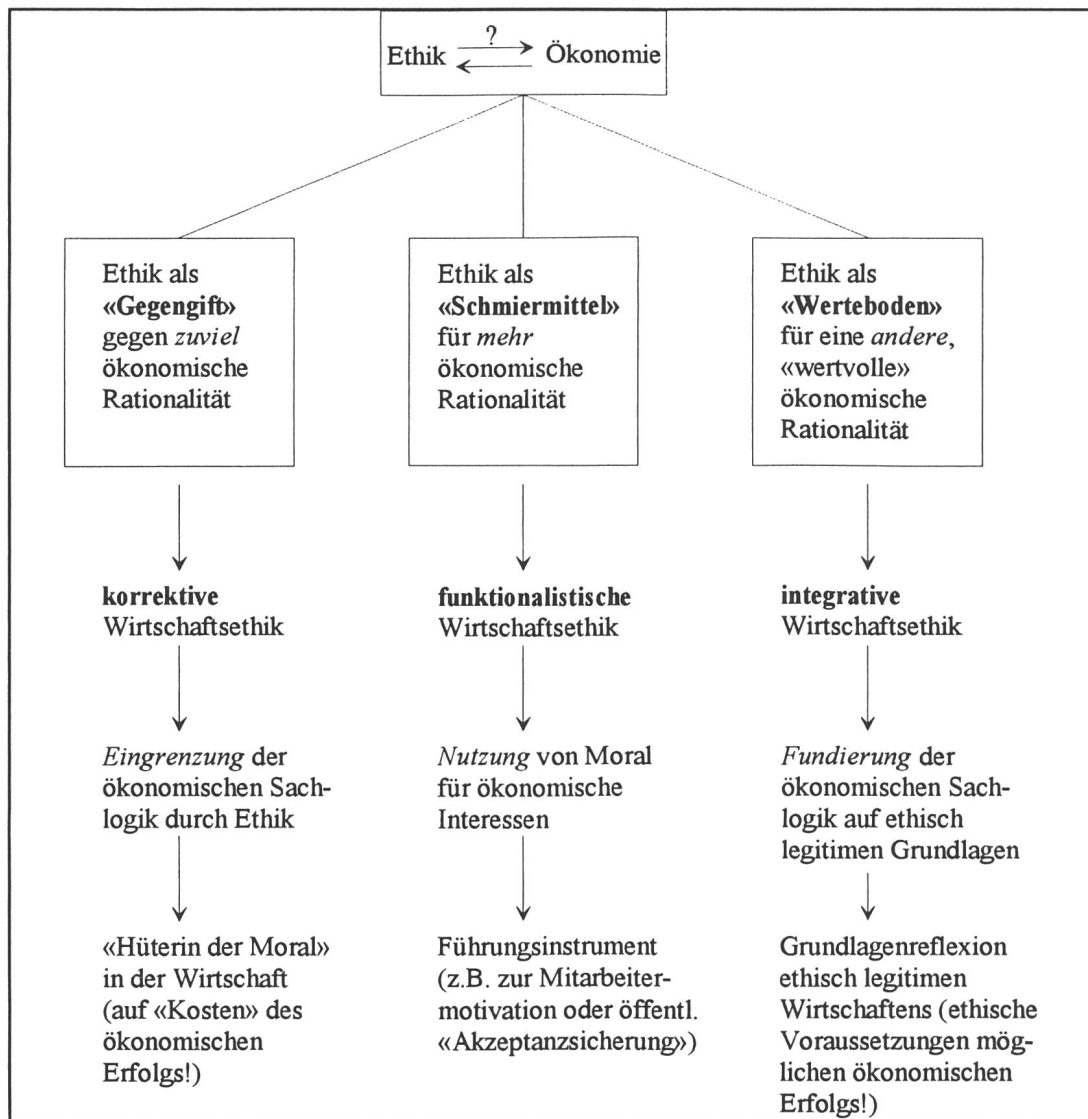 ?
Ethik Ökonomie
Ethik als
«Gegengift»
gegen zuviel
ökonomische
Rationalität
Ethik als
«Schmiermittel»
für mehr
ökonomische
Rationalität
Ethik als
«Werteboden»
für eine andere,
«wertvolle»
ökonomische
Rationalität
korrektive
Wirtschaftsethik
funktionalistische
Wirtschaftsethik
integrative
Wirtschaftsethik
Eingrenzung der
ökonomischen Sach-
logik durch Ethik
Nutzung von Moral
für ökonomische
Interessen
Fundierung der
ökonomischen Sach-
logik auf ethisch
legitimen Grundlagen
«Hüterin der Moral»
in der Wirtschaft
(auf «Kosten» des
ökonomischen
Erfolgs!)
Führungsinstrument
(z.B. zur Mitarbeiter-
motivation oder öffentl.
«Akzeptanzsicherung»)
Grundlagenreflexion
ethisch legitimen
Wirtschaftens (ethische
Voraussetzungen mög-
lichen ökonomischen
Erfolgs!)